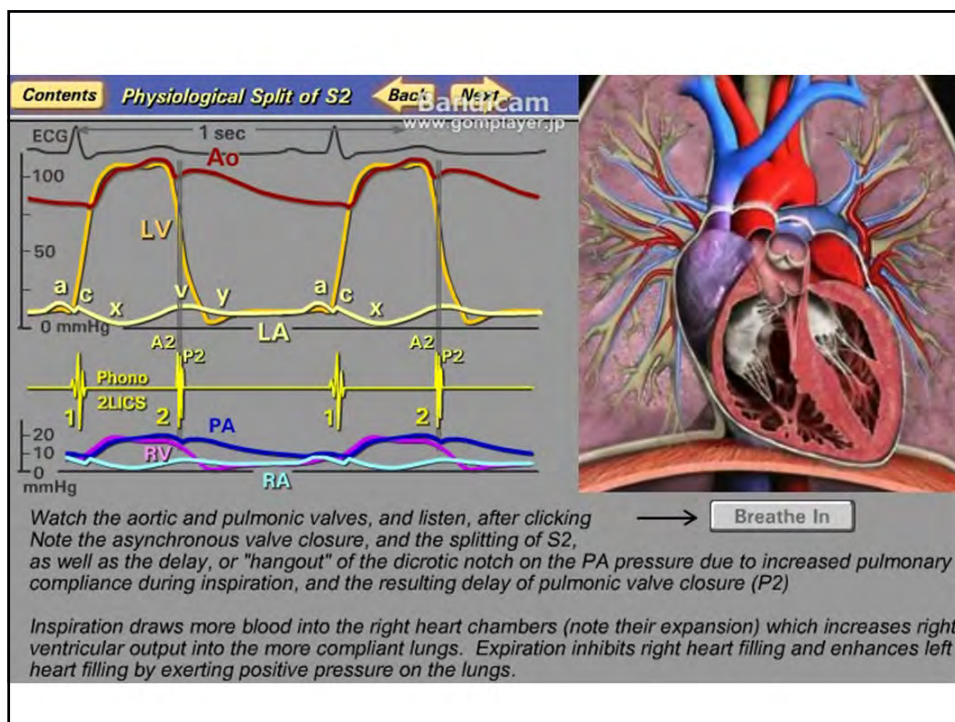 Contents Physiological Split of S2 Back Next
Bandicam
www.gomplayer.jp
ECG 1 sec
Ao
100
LV
50
a c x v y a c x
0 mmHg LA
A2 P2 A2 P2
Phono
2LICS
1 2 1 2
20 PA
10 RV
0 RA
mmHg
Watch the aortic and pulmonic valves, and listen, after clicking Breathe In
Note the asynchronous valve closure, and the splitting of S2,
as well as the delay, or "hangout" of the dicrotic notch on the PA pressure due to increased pulmonary
compliance during inspiration, and the resulting delay of pulmonic valve closure (P2)
Inspiration draws more blood into the right heart chambers (note their expansion) which increases right
ventricular output into the more compliant lungs. Expiration inhibits right heart filling and enhances left
heart filling by exerting positive pressure on the lungs.